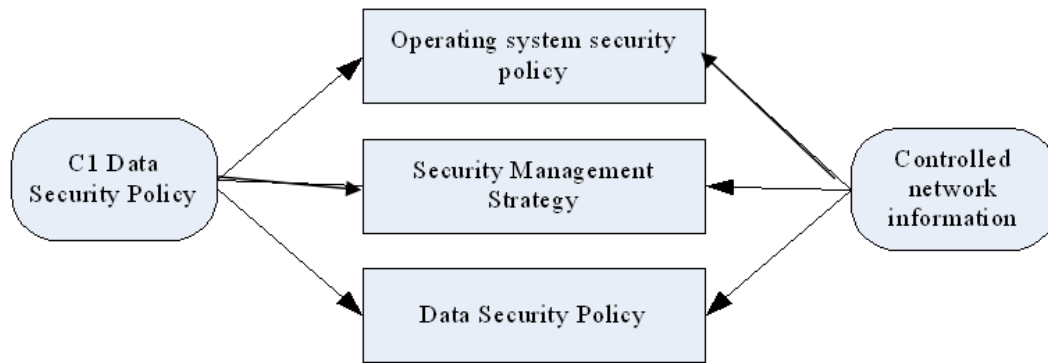 Operating system security
policy
C1 Data
Security Policy
Security Management
Strategy
Controlled
network
information
Data Security Policy